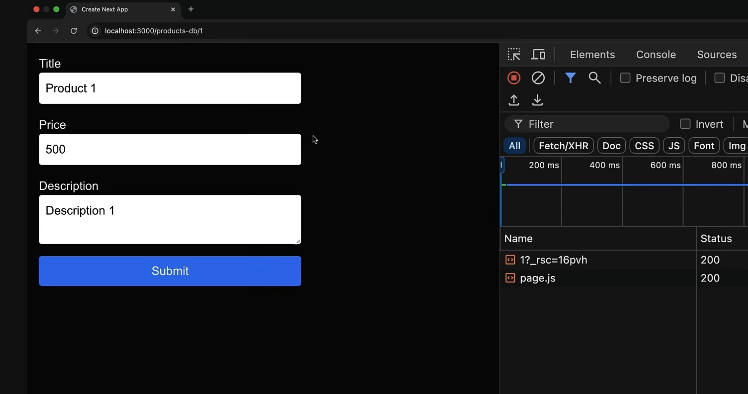 Create Next App
localhost:3000/products-db/1
Title
Product 1
Price
500
Description
Description 1
Submit
Elements Console Sources
Preserve log Disa
Filter Invert M
All Fetch/XHR Doc CSS JS Font Img
200 ms 400 ms 600 ms 800 ms
Name Status
1?_rsc=16pvh 200
page.js 200